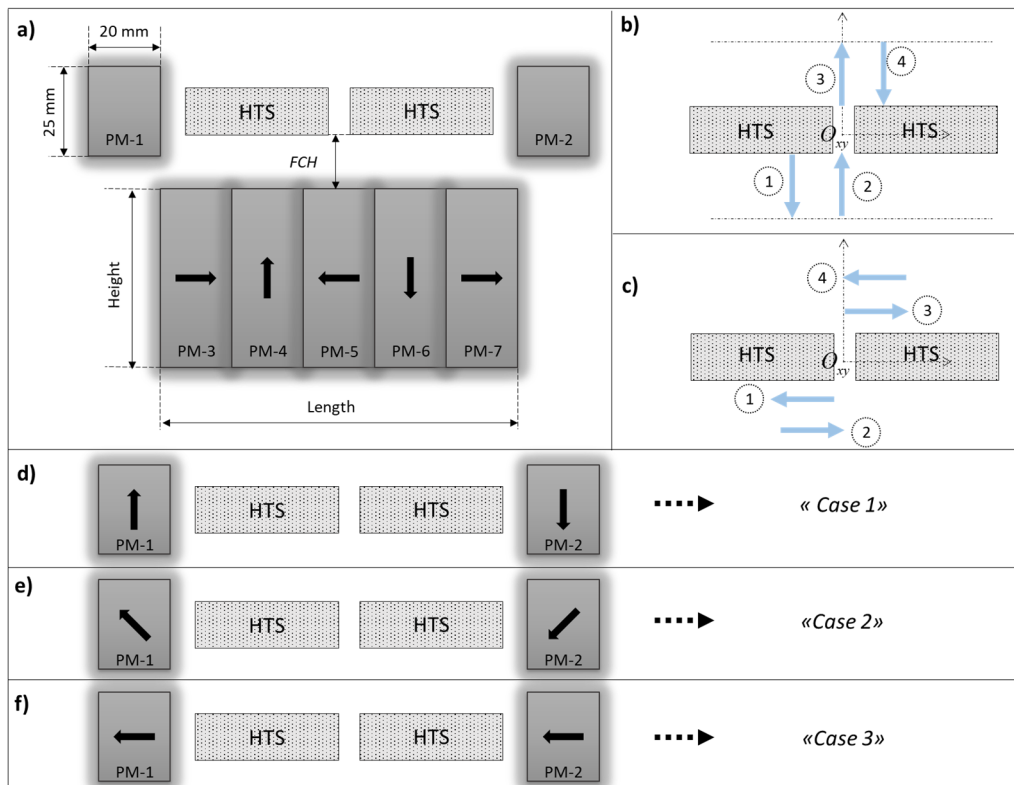 a)
20 mm
25 mm
PM-1
HTS
HTS
PM-2
FCH
Height
PM-3
PM-4
PM-5
PM-6
PM-7
Length
b)
3
4
HTS
O xy
HTS
1
2
c)
4
3
HTS
O xy
HTS
1
2
d)
PM-1
HTS
HTS
PM-2
« Case 1»
e)
PM-1
HTS
HTS
PM-2
«Case 2»
f)
PM-1
HTS
HTS
PM-2
«Case 3»